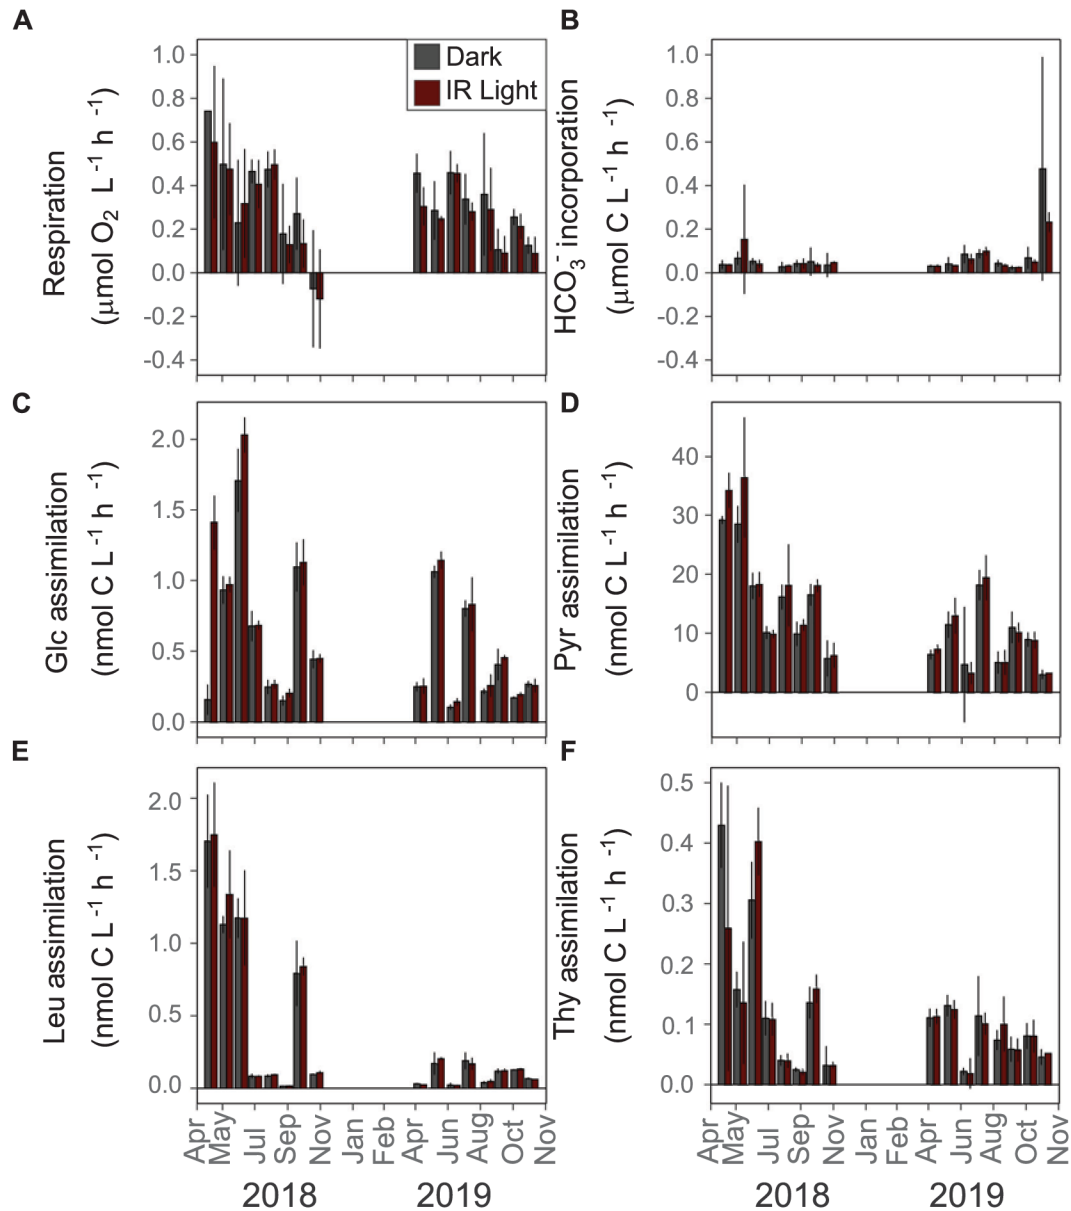 A
Respiration
(μmol O2 L-1 h -1)
1.0
0.8
0.6
0.4
0.2
0.0
-0.2
-0.4
Dark
IR Light
B
HCO3- incorporation
(μmol C L-1 h -1)
1.0
0.8
0.6
0.4
0.2
0.0
-0.2
-0.4
C
Glc assimilation
(nmol C L-1 h -1)
2.0
1.5
1.0
0.5
0.0
D
Pyr assimilation
(nmol C L-1 h -1)
40
30
20
10
0
E
Leu assimilation
(nmol C L-1 h -1)
2.0
1.5
1.0
0.5
0.0
Apr
May
Jul
Sep
Nov
Jan
Feb
Apr
Jun
Aug
Oct
Nov
2018
2019
F
Thy assimilation
(nmol C L-1 h -1)
0.5
0.4
0.3
0.2
0.1
0.0
Apr
May
Jul
Sep
Nov
Jan
Feb
Apr
Jun
Aug
Oct
Nov
2018
2019